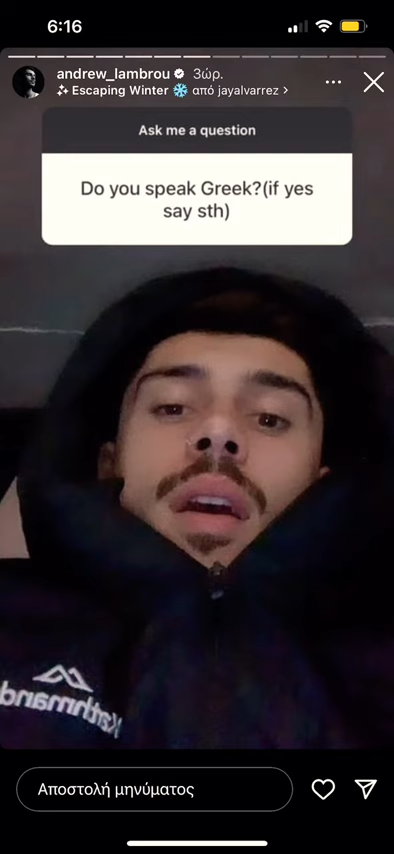 6:16
andrew_lambrou 3ώρ.
Escaping Winter ❄️ από jayalvarrez >
Ask me a question
Do you speak Greek?(if yes
say sth)
Kathmand
Αποστολή μηνύματος